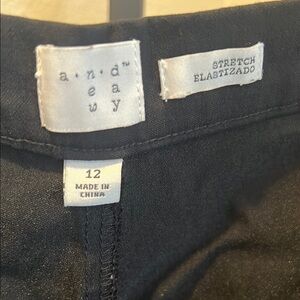 a · n · d™
e a
w y
STRETCH
ELASTIZADO
12
MADE IN
CHINA